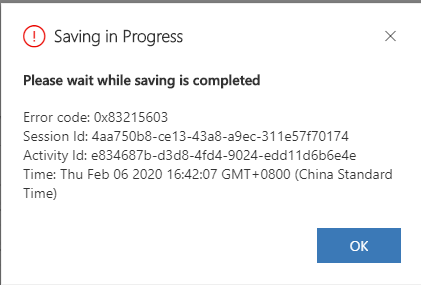 Saving in Progress
Please wait while saving is completed
Error code: 0x83215603
Session Id: 4aa750b8-ce13-43a8-a9ec-311e57f70174
Activity Id: e834687b-d3d8-4fd4-9024-edd11d6b6e4e
Time: Thu Feb 06 2020 16:42:07 GMT+0800 (China Standard
Time)
OK